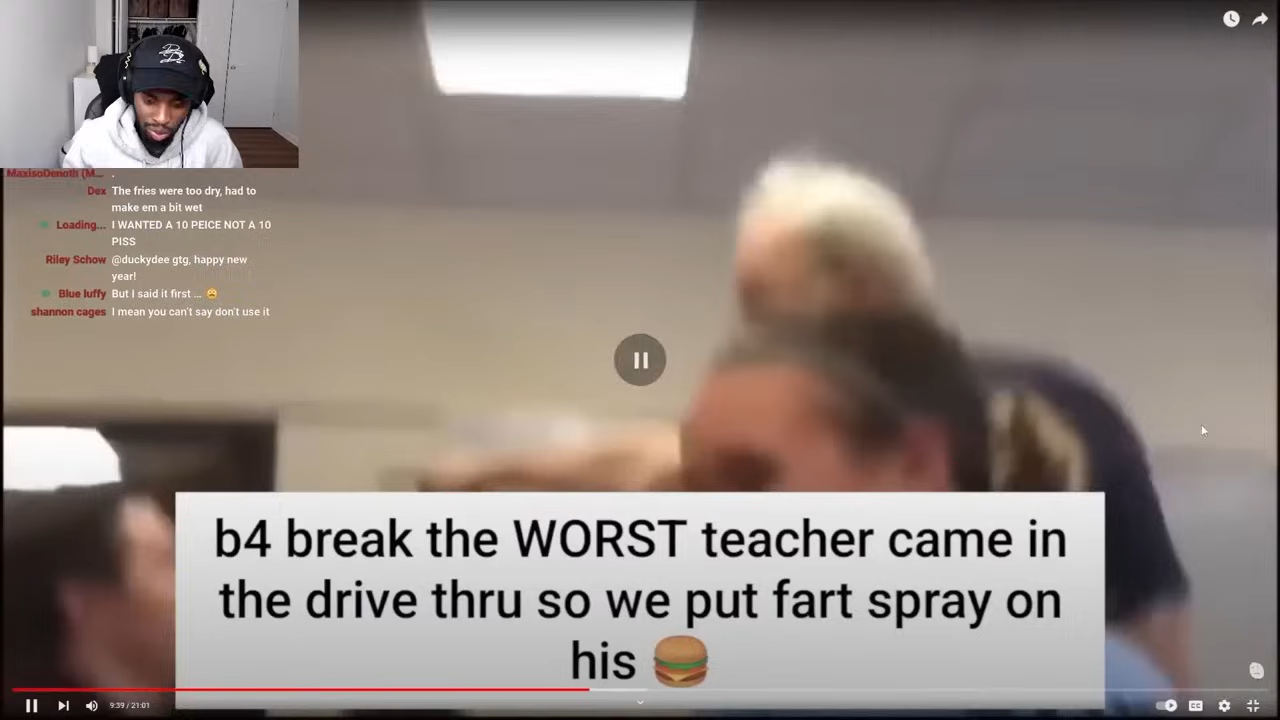 MaxisoDenoth (M... .
Dex The fries were too dry, had to
make em a bit wet
Loading... I WANTED A 10 PEICE NOT A 10
PISS
Riley Schow @duckydee gtg, happy new
year!
Blue luffy But I said it first ... 😩
shannon cages I mean you can't say don't use it
b4 break the WORST teacher came in
the drive thru so we put fart spray on
his 🍔
9:39 / 21:01
CC